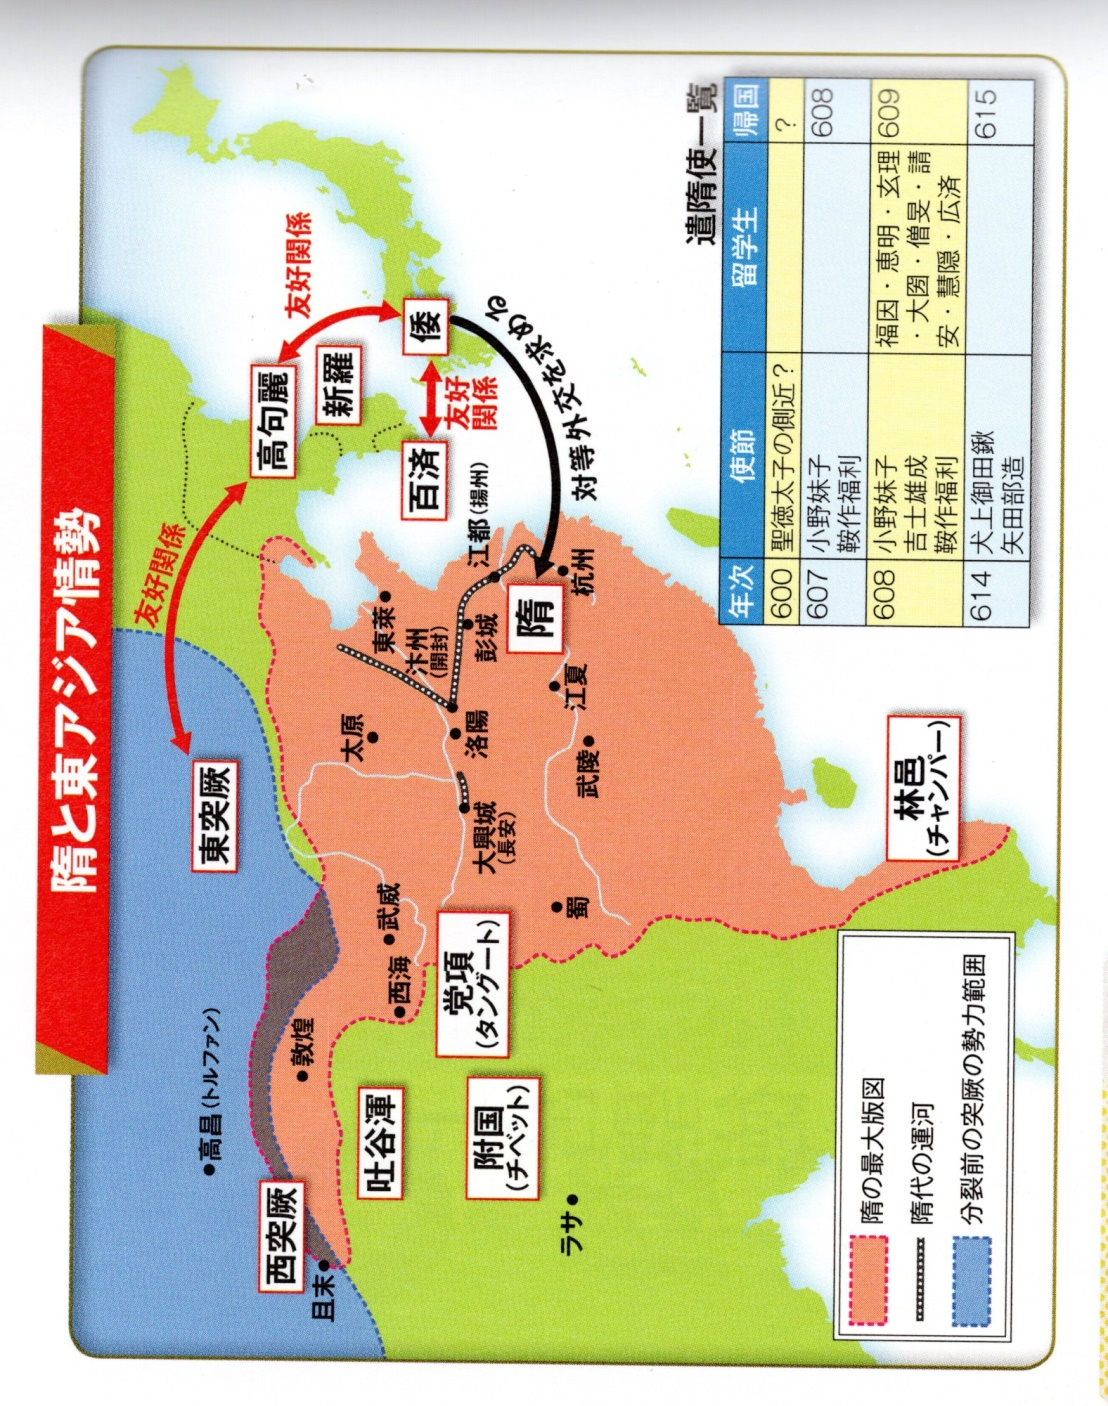 隋と東アジア情勢
東突厥
西突厥
高昌(トルファン)
且末
敦煌
武威
西海
吐谷渾
附国
(チベット)
党項
(タングート)
ラサ
太原
東萊
汴州
(開封)
洛陽
彭城
江都(揚州)
大興城
(長安)
隋
杭州
江夏
武陵
蜀
林邑
(チャンパー)
友好関係
高句麗
新羅
友好関係
百済
友好
関係
倭
対等外交を求める
隋の最大版図
隋代の運河
分裂前の突厥の勢力範囲
遣隋使一覧
年次 使節 留学生 帰国
600 聖徳太子の側近? ?
607 小野妹子 608
鞍作福利
608 小野妹子 福因・恵明・玄理 609
吉士雄成 ・大圀・僧旻・請
鞍作福利 安・慧隠・広済
614 犬上御田鍬 615
矢田部造